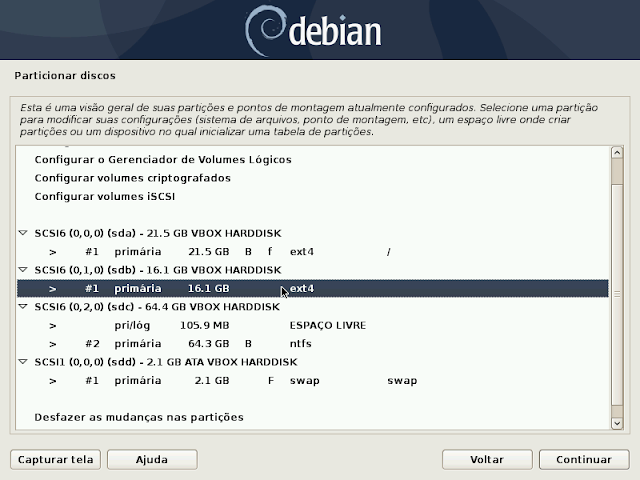 debian
Particionar discos
Esta é uma visão geral de suas partições e pontos de montagem atualmente configurados. Selecione uma partição
para modificar suas configurações (sistema de arquivos, ponto de montagem, etc), um espaço livre onde criar
partições ou um dispositivo no qual inicializar uma tabela de partições.
Configurar o Gerenciador de Volumes Lógicos
Configurar volumes criptografados
Configurar volumes iSCSI
SCSI6 (0,0,0) (sda) - 21.5 GB VBOX HARDDISK
> #1 primária 21.5 GB B f ext4 /
SCSI6 (0,1,0) (sdb) - 16.1 GB VBOX HARDDISK
> #1 primária 16.1 GB ext4
SCSI6 (0,2,0) (sdc) - 64.4 GB VBOX HARDDISK
> pri/lóg 105.9 MB ESPAÇO LIVRE
> #2 primária 64.3 GB B ntfs
SCSI1 (0,0,0) (sdd) - 2.1 GB ATA VBOX HARDDISK
> #1 primária 2.1 GB F swap swap
Desfazer as mudanças nas partições
Capturar tela Ajuda Voltar Continuar